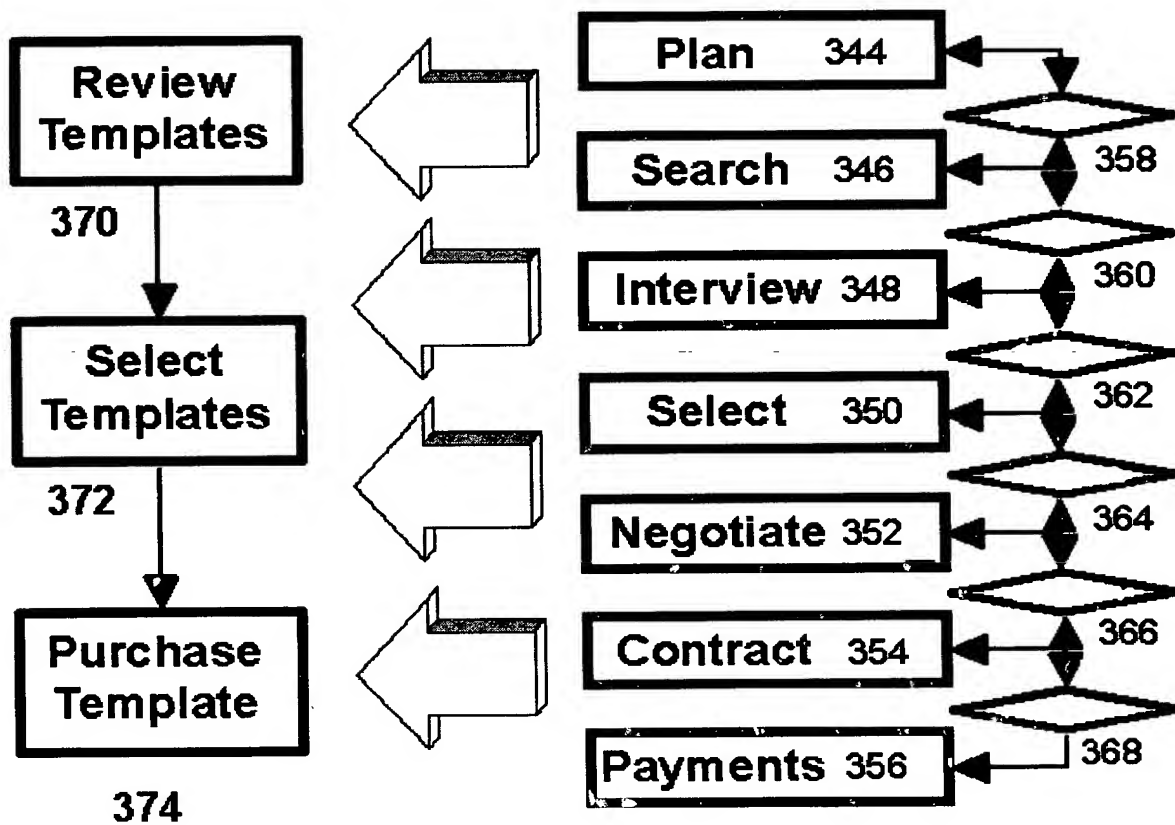 Review
Templates
370
Select
Templates
372
Purchase
Template
374
Plan 344
Search 346
Interview 348
Select 350
Negotiate 352
Contract 354
Payments 356
358
360
362
364
366
368